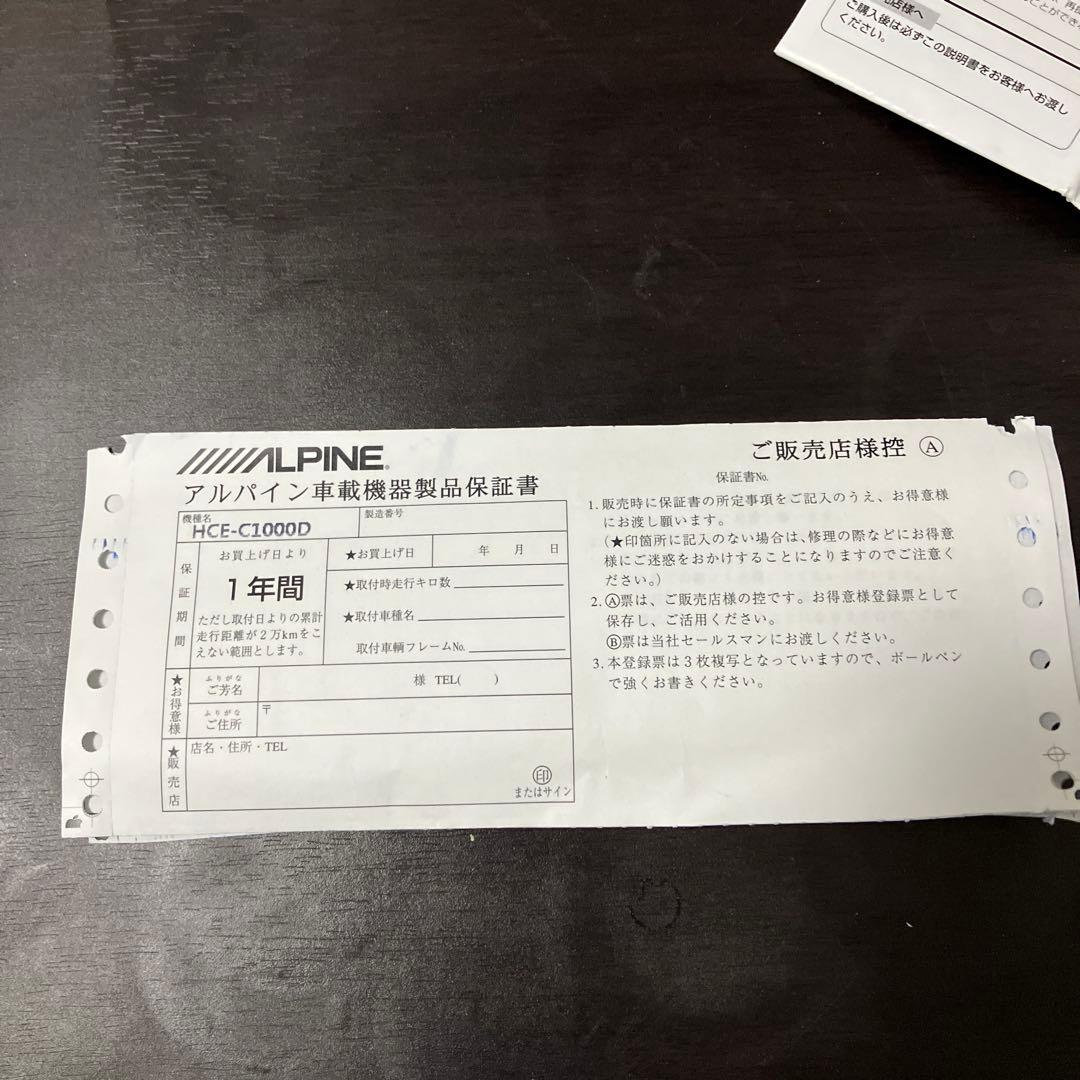 店様へ
ご購入後は必ずこの説明書をお客様へお渡し
ください。
ALPINE
アルパイン車載機器製品保証書
機種名
HCE-C1000D
製造番号
保証期間
お買上げ日より
1年間
ただし取付日よりの累計
走行距離が2万kmをこ
えない範囲とします。
★お買上げ日 年 月 日
★取付時走行キロ数
★取付車種名
取付車輌フレームNo.
★お得意様
ふりがな
ご芳名
様 TEL( )
ふりがな
ご住所
〒
★販売店
店名・住所・TEL
印
またはサイン
ご販売店様控 Ⓐ
保証書No.
1. 販売時に保証書の所定事項をご記入のうえ、お得意様
にお渡し願います。
(★印箇所に記入のない場合は、修理の際などにお得意
様にご迷惑をおかけすることになりますのでご注意く
ださい。)
2. Ⓐ票は、ご販売店様の控です。お得意様登録票として
保存し、ご活用ください。
Ⓑ票は当社セールスマンにお渡しください。
3. 本登録票は3枚複写となっていますので、ボールペン
で強くお書きください。